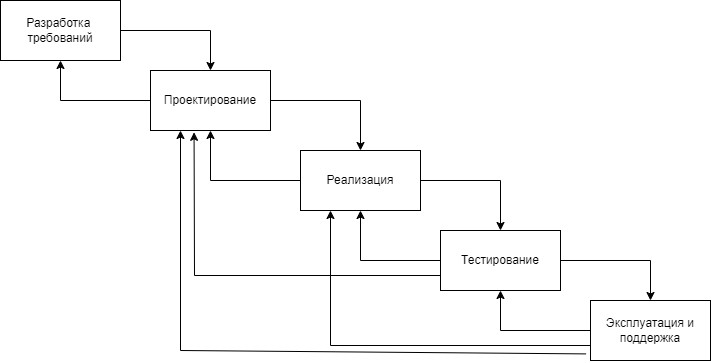 Разработка
требований
Проектирование
Реализация
Тестирование
Эксплуатация и
поддержка